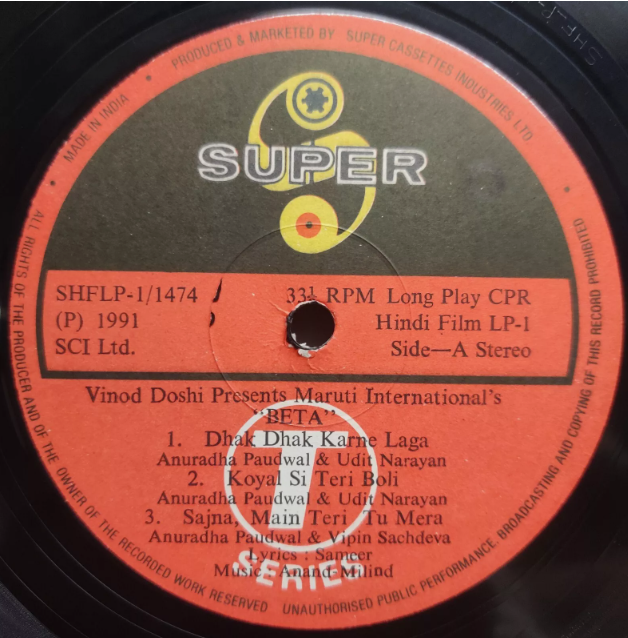 MADE IN INDIA • PRODUCED & MARKETED BY SUPER CASSETTES INDUSTRIES LTD. •
SUPER
SHFLP-1/1474
33⅓ RPM Long Play CPR
(P) 1991
Hindi Film LP-1
SCI Ltd.
Side—A Stereo
Vinod Doshi Presents Maruti International's
"BETA"
1. Dhak Dhak Karne Laga
Anuradha Paudwal & Udit Narayan
2. Koyal Si Teri Boli
Anuradha Paudwal & Udit Narayan
3. Sajna, Main Teri Tu Mera
Anuradha Paudwal & Vipin Sachdeva
Lyrics : Sameer
Music : Anand-Milind
T
SERIES
ALL RIGHTS OF THE PRODUCER AND OF THE OWNER OF THE RECORDED WORK RESERVED UNAUTHORISED PUBLIC PERFORMANCE, BROADCASTING AND COPYING OF THIS RECORD PROHIBITED